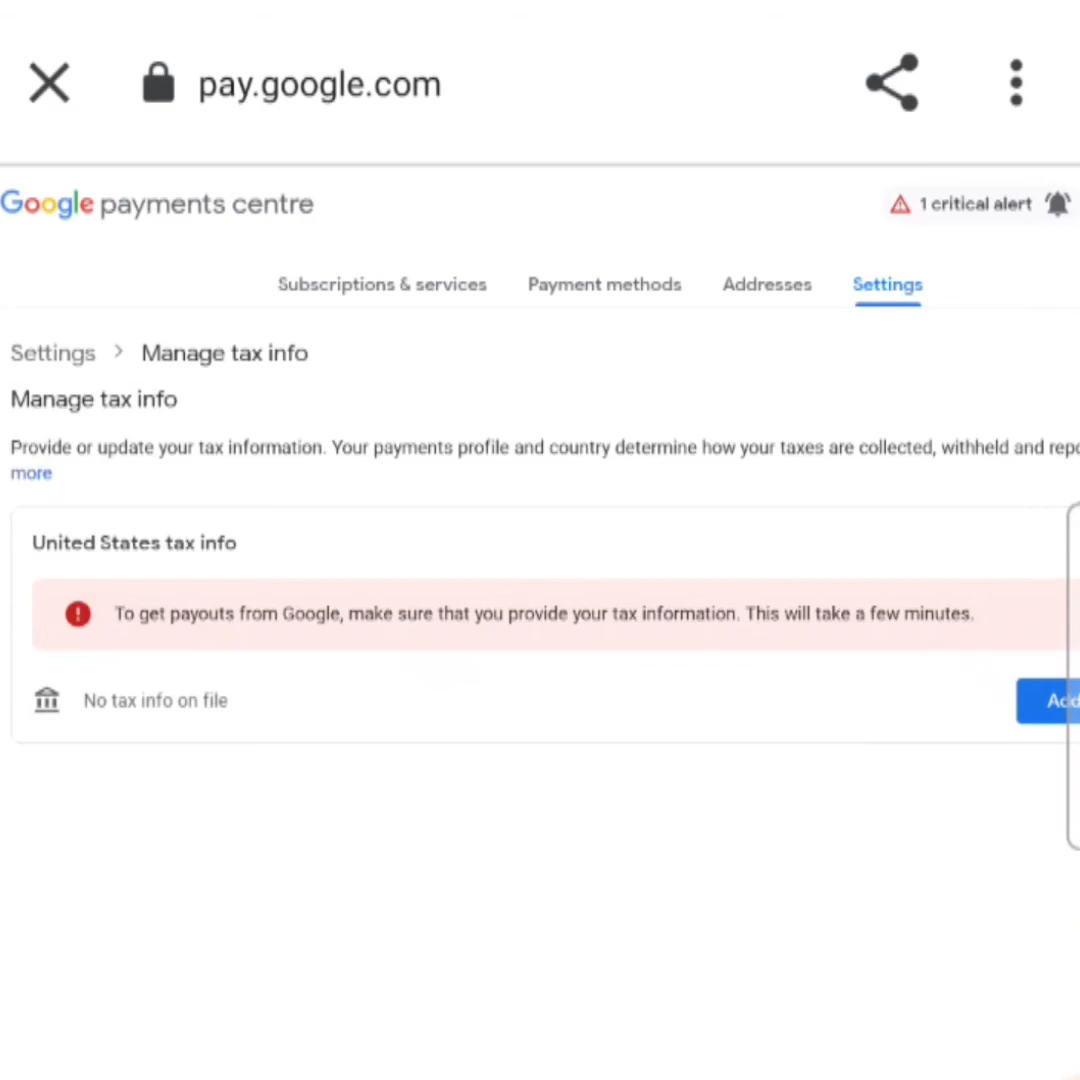 pay.google.com
Google payments centre
1 critical alert
Subscriptions & services Payment methods Addresses Settings
Settings > Manage tax info
Manage tax info
Provide or update your tax information. Your payments profile and country determine how your taxes are collected, withheld and repo
more
United States tax info
To get payouts from Google, make sure that you provide your tax information. This will take a few minutes.
No tax info on file
Add